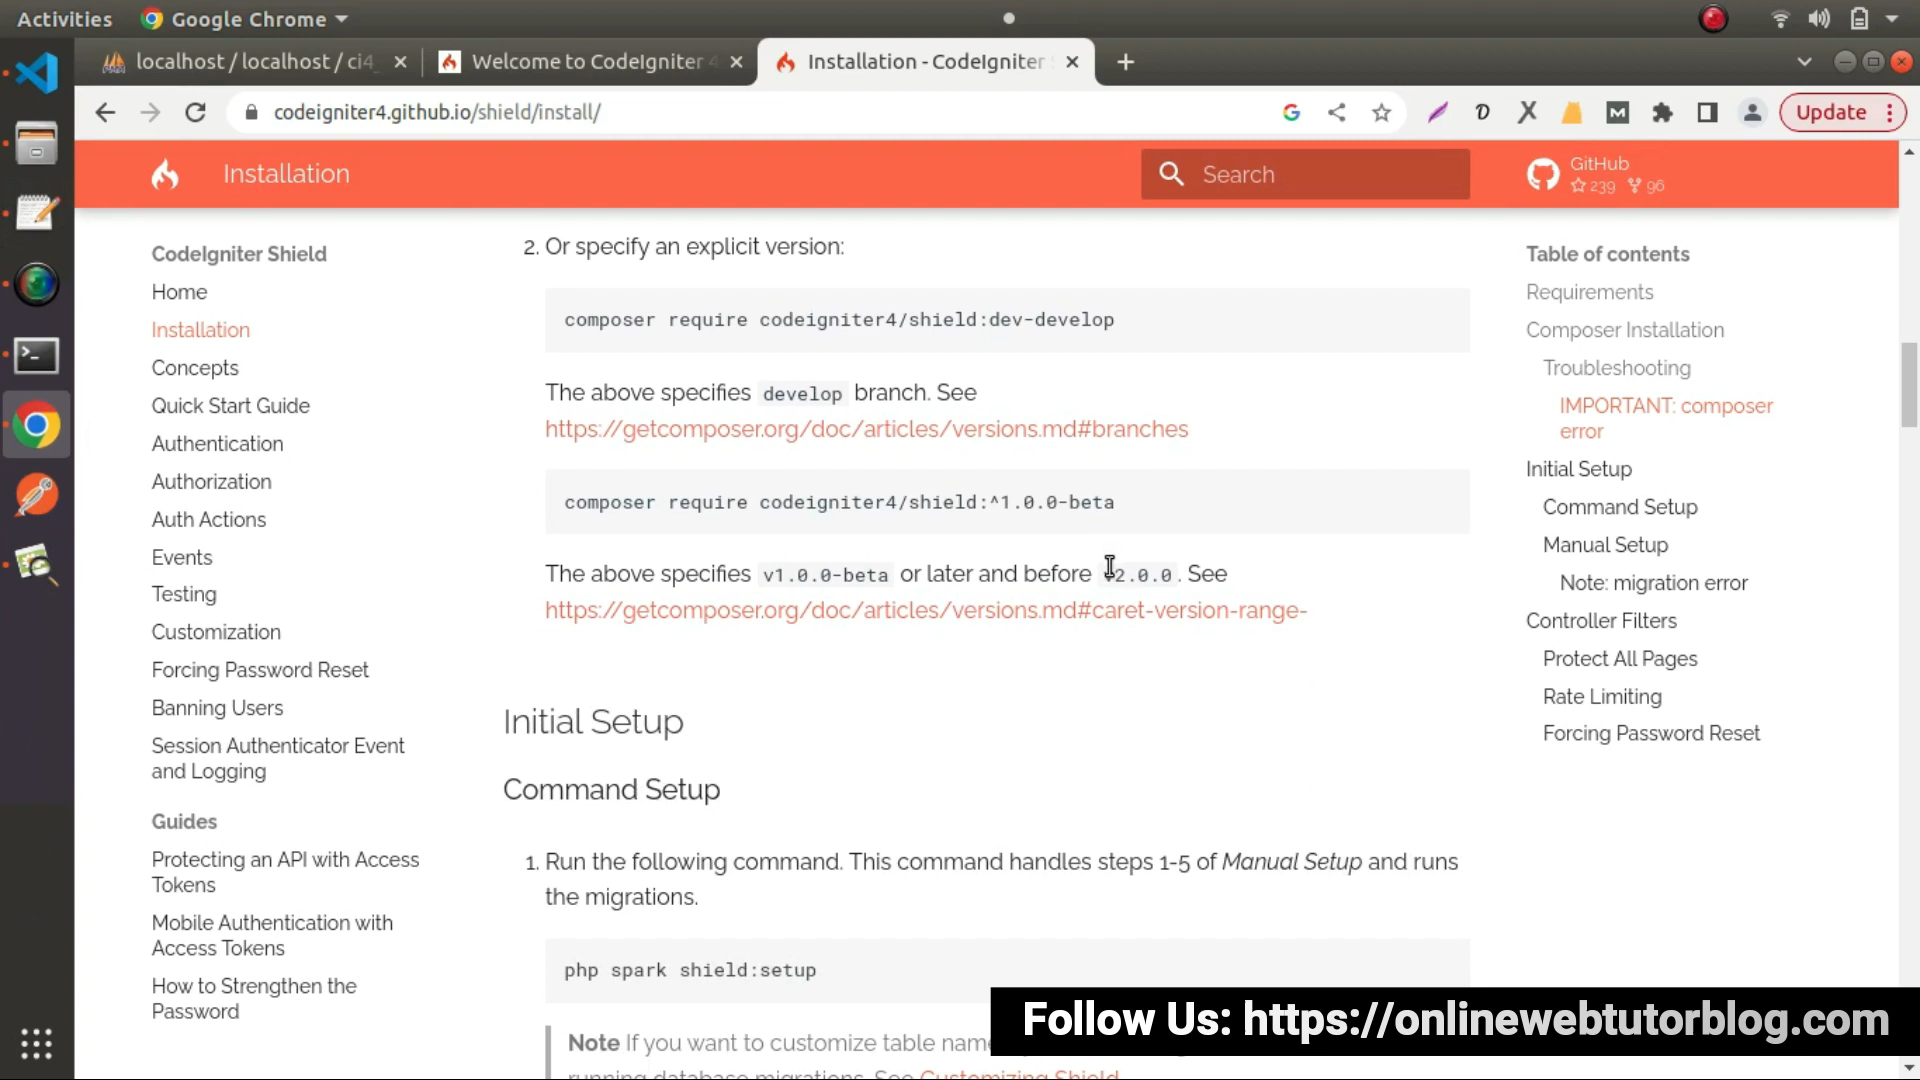 Activities
Google Chrome
localhost / localhost / ci4_
Welcome to CodeIgniter 4
Installation - CodeIgniter
codeigniter4.github.io/shield/install/
Update
Installation
Search
GitHub
239 96
CodeIgniter Shield
Home
Installation
Concepts
Quick Start Guide
Authentication
Authorization
Auth Actions
Events
Testing
Customization
Forcing Password Reset
Banning Users
Session Authenticator Event
and Logging
Guides
Protecting an API with Access
Tokens
Mobile Authentication with
Access Tokens
How to Strengthen the
Password
2. Or specify an explicit version:
composer require codeigniter4/shield:dev-develop
The above specifies develop branch. See
https://getcomposer.org/doc/articles/versions.md#branches
composer require codeigniter4/shield:^1.0.0-beta
The above specifies v1.0.0-beta or later and before v2.0.0. See
https://getcomposer.org/doc/articles/versions.md#caret-version-range-
Initial Setup
Command Setup
1. Run the following command. This command handles steps 1-5 of Manual Setup and runs
the migrations.
php spark shield:setup
Note If you want to customize table name
running database migrations. See Customizing Shield.
Table of contents
Requirements
Composer Installation
Troubleshooting
IMPORTANT: composer
error
Initial Setup
Command Setup
Manual Setup
Note: migration error
Controller Filters
Protect All Pages
Rate Limiting
Forcing Password Reset
Follow Us: https://onlinewebtutorblog.com